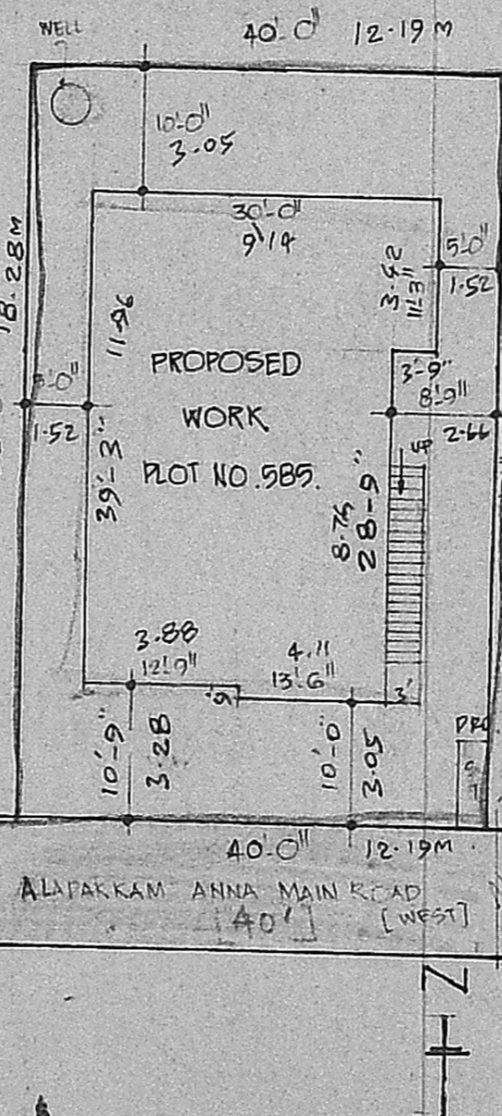 WELL
40'-0" 12.19 M
10'-0"
3.05
30'-0"
9.14
5'-0"
1.52
3.42
11'-3"
18.28M
11.96
39'-3"
PROPOSED
WORK
PLOT NO.585.
3'-9"
8'-9"
2.66
UP
1.52
8.75
28'-9"
3.88
12'-9"
4.11
13'-6"
3'
10'-9"
3.28
10'-0"
3.05
40'-0" 12.19M
ALAPAKKAM ANNA MAIN ROAD
[40'] [WEST]
N